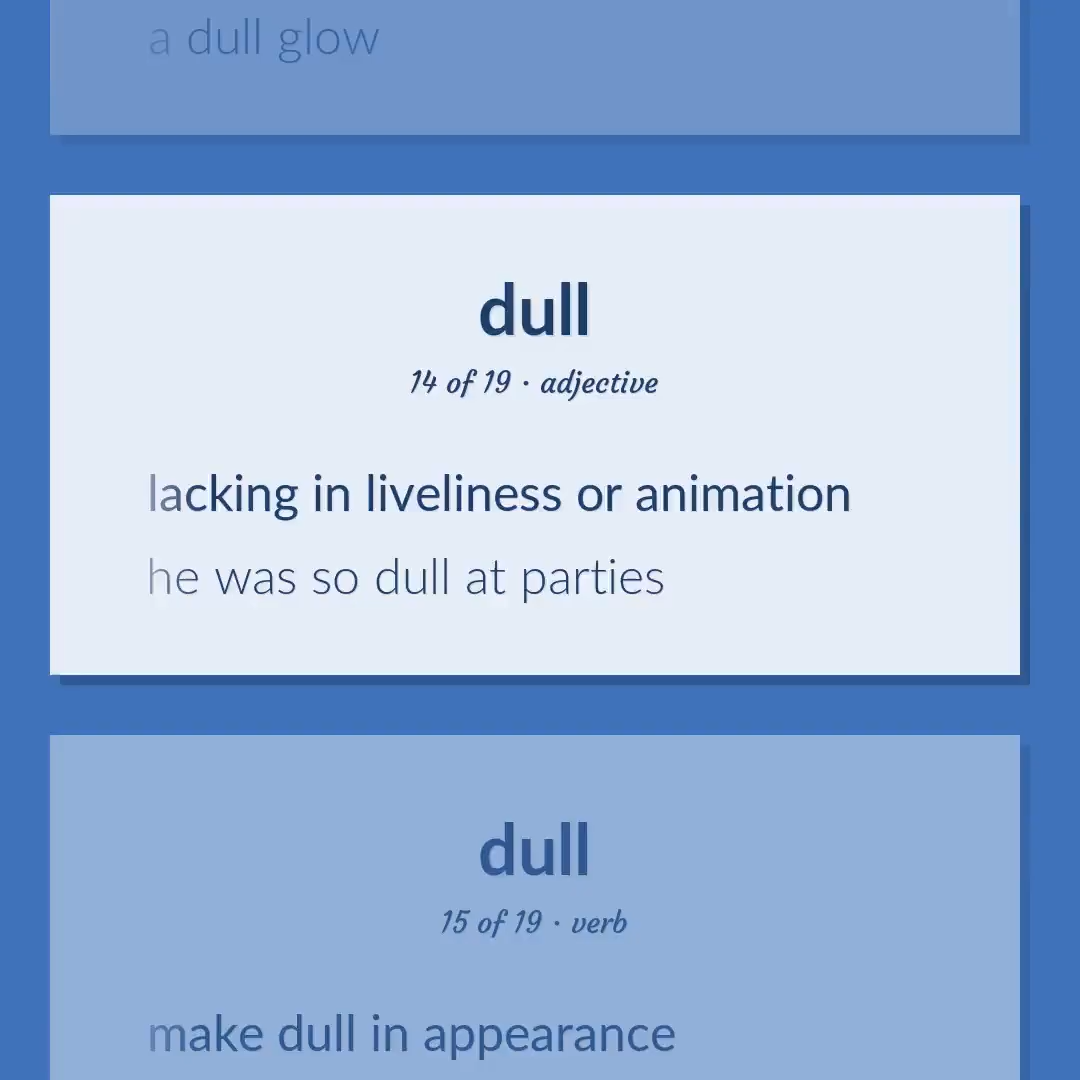 a dull glow
dull
14 of 19 · adjective
lacking in liveliness or animation
he was so dull at parties
dull
15 of 19 · verb
make dull in appearance